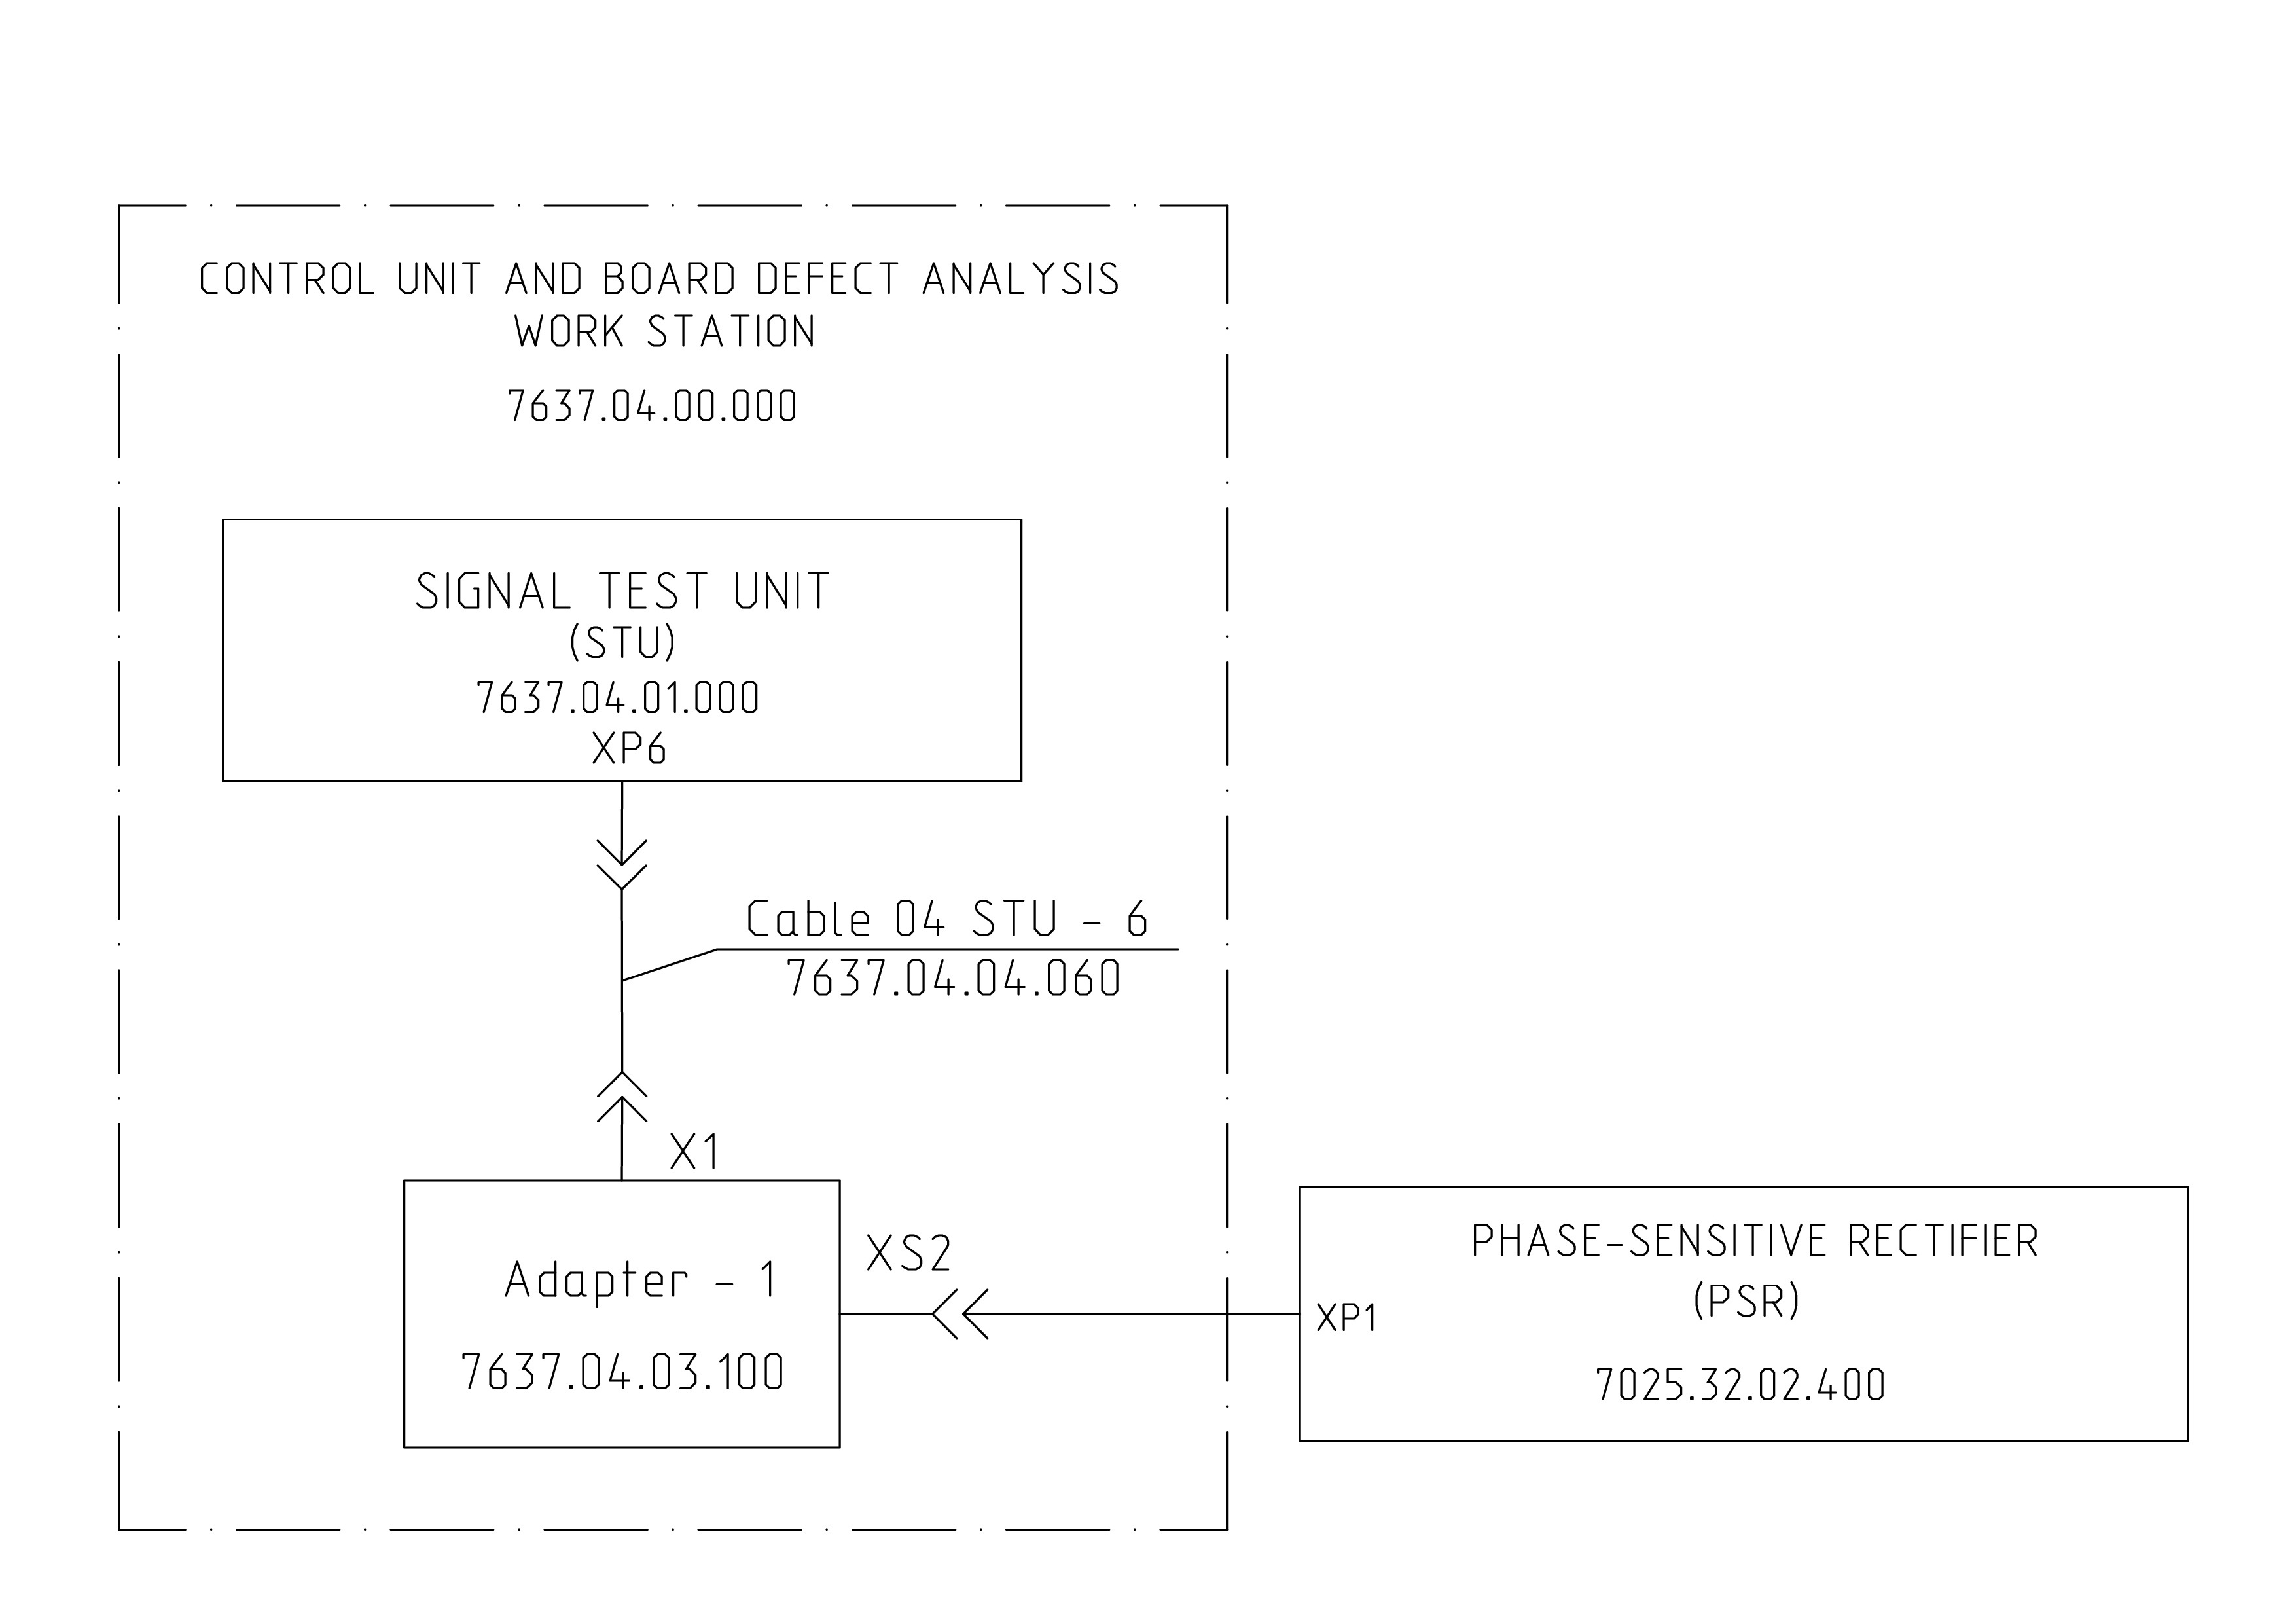 CONTROL UNIT AND BOARD DEFECT ANALYSIS
WORK STATION
7637.04.00.000
SIGNAL TEST UNIT
(STU)
7637.04.01.000
XP6
Cable 04 STU - 6
7637.04.04.060
X1
Adapter - 1
7637.04.03.100
XS2
XP1
PHASE-SENSITIVE RECTIFIER
(PSR)
7025.32.02.400